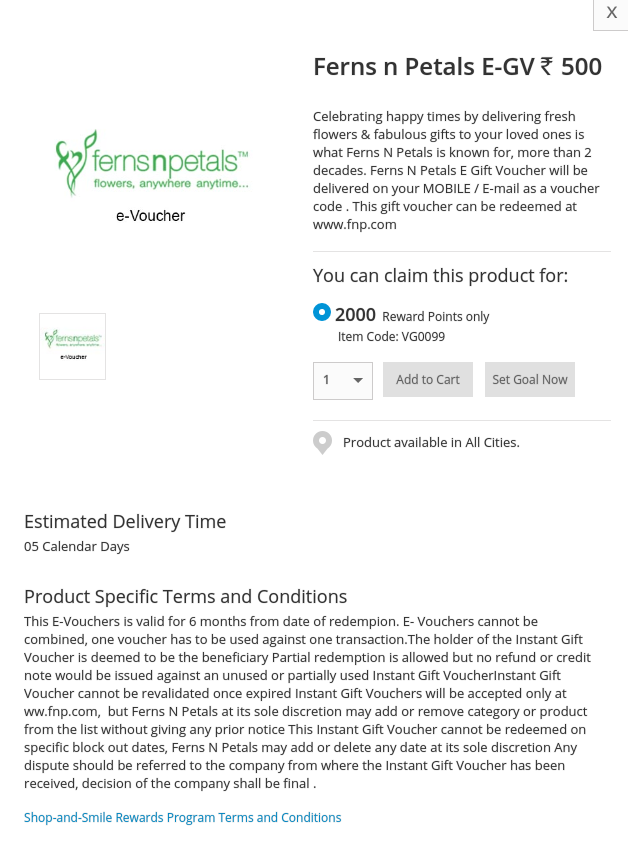 X
Ferns n Petals E-GV ₹ 500
fernsnpetals™
flowers, anywhere anytime...
e-Voucher
Celebrating happy times by delivering fresh
flowers & fabulous gifts to your loved ones is
what Ferns N Petals is known for, more than 2
decades. Ferns N Petals E Gift Voucher will be
delivered on your MOBILE / E-mail as a voucher
code . This gift voucher can be redeemed at
www.fnp.com
You can claim this product for:
2000 Reward Points only
Item Code: VG0099
fernsnpetals™
flowers, anywhere anytime...
e-Voucher
1
Add to Cart
Set Goal Now
Product available in All Cities.
Estimated Delivery Time
05 Calendar Days
Product Specific Terms and Conditions
This E-Vouchers is valid for 6 months from date of redempion. E- Vouchers cannot be
combined, one voucher has to be used against one transaction.The holder of the Instant Gift
Voucher is deemed to be the beneficiary Partial redemption is allowed but no refund or credit
note would be issued against an unused or partially used Instant Gift VoucherInstant Gift
Voucher cannot be revalidated once expired Instant Gift Vouchers will be accepted only at
ww.fnp.com,  but Ferns N Petals at its sole discretion may add or remove category or product
from the list without giving any prior notice This Instant Gift Voucher cannot be redeemed on
specific block out dates, Ferns N Petals may add or delete any date at its sole discretion Any
dispute should be referred to the company from where the Instant Gift Voucher has been
received, decision of the company shall be final .
Shop-and-Smile Rewards Program Terms and Conditions